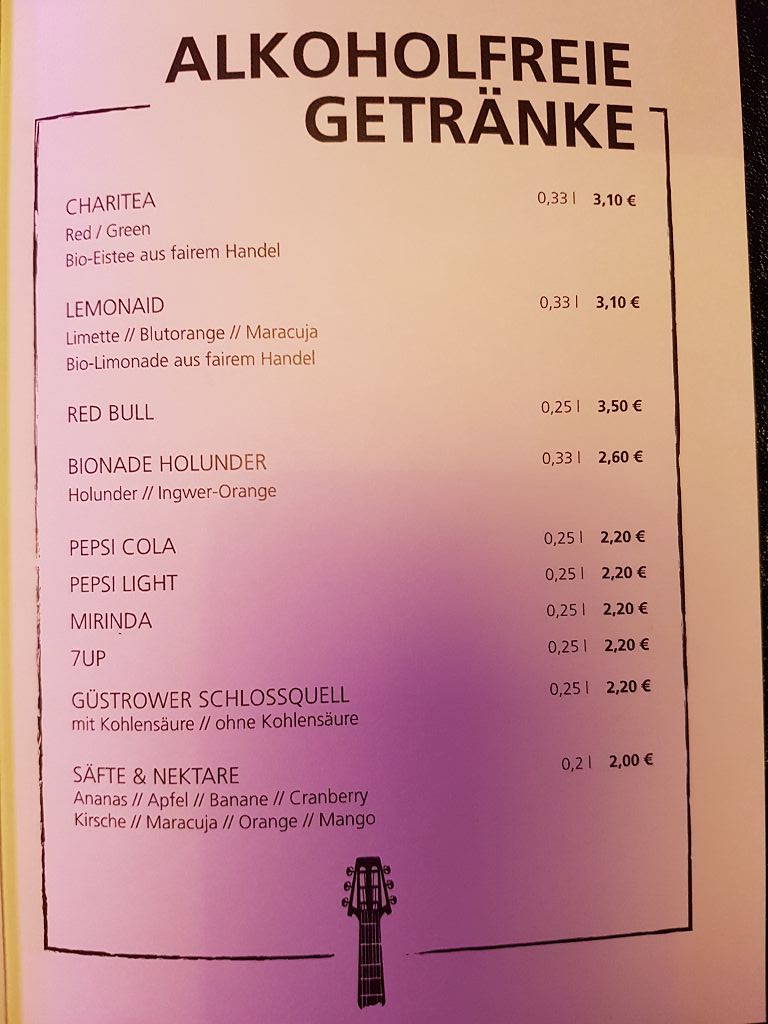 ALKOHOLFREIE
GETRÄNKE
CHARITEA 0,33 l 3,10 €
Red / Green
Bio-Eistee aus fairem Handel
LEMONAID 0,33 l 3,10 €
Limette // Blutorange // Maracuja
Bio-Limonade aus fairem Handel
RED BULL 0,25 l 3,50 €
BIONADE HOLUNDER 0,33 l 2,60 €
Holunder // Ingwer-Orange
PEPSI COLA 0,25 l 2,20 €
PEPSI LIGHT 0,25 l 2,20 €
MIRINDA 0,25 l 2,20 €
7UP 0,25 l 2,20 €
GÜSTROWER SCHLOSSQUELL 0,25 l 2,20 €
mit Kohlensäure // ohne Kohlensäure
SÄFTE & NEKTARE 0,2 l 2,00 €
Ananas // Apfel // Banane // Cranberry
Kirsche // Maracuja // Orange // Mango